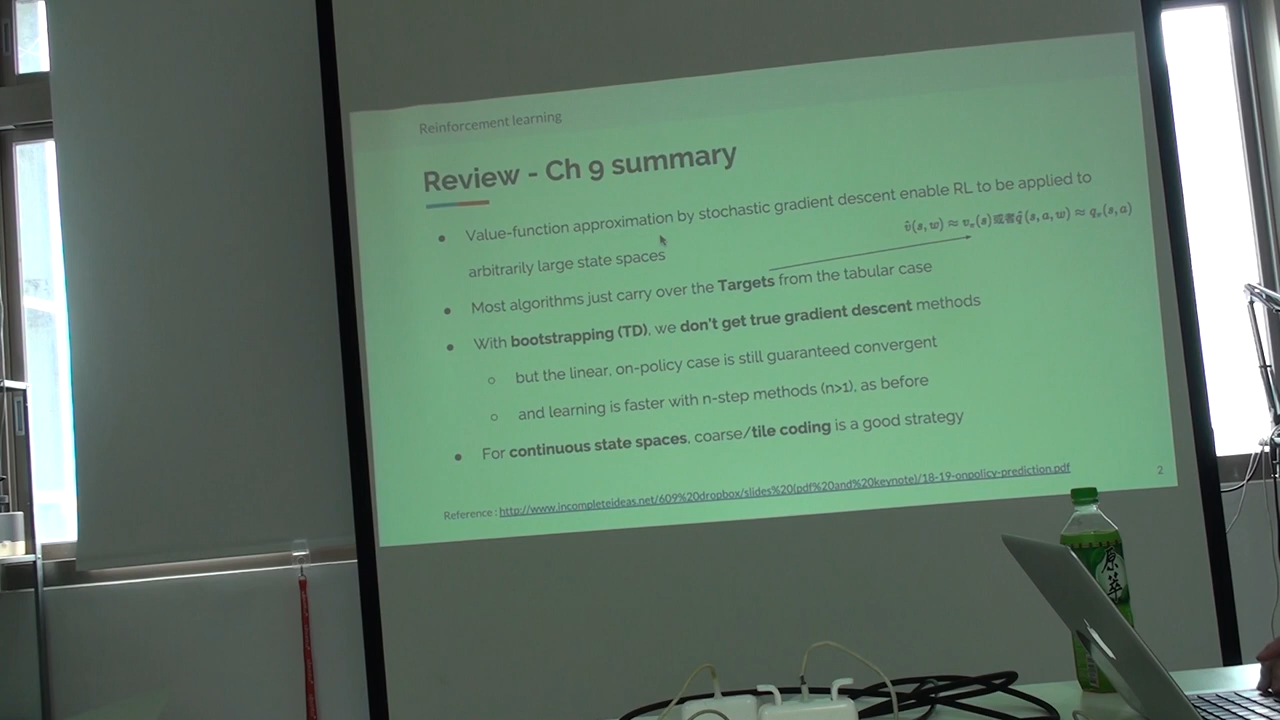 Reinforcement learning
Review - Ch 9 summary
● Value-function approximation by stochastic gradient descent enable RL to be applied to
arbitrarily large state spaces
v̂(s, w) ≈ vπ(s)或者q̂(s, a, w) ≈ qπ(s, a)
● Most algorithms just carry over the Targets from the tabular case
● With bootstrapping (TD), we don't get true gradient descent methods
○ but the linear, on-policy case is still guaranteed convergent
○ and learning is faster with n-step methods (n>1), as before
● For continuous state spaces, coarse/tile coding is a good strategy
Reference : http://www.incompleteideas.net/609%20dropbox/slides%20(pdf%20and%20keynote)/18-19-onpolicy-prediction.pdf
2
原萃